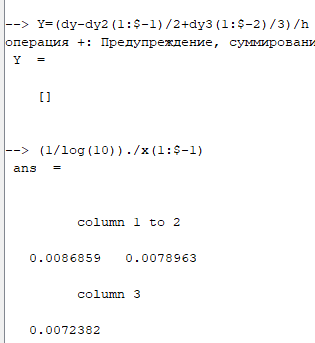 --> Y=(dy-dy2(1:$-1)/2+dy3(1:$-2)/3)/h
операция +: Предупреждение,
Y  =
[]
--> (1/log(10))./x(1:$-1)
ans  =
column 1 to 2
0.0086859   0.0078963
column 3
0.0072382